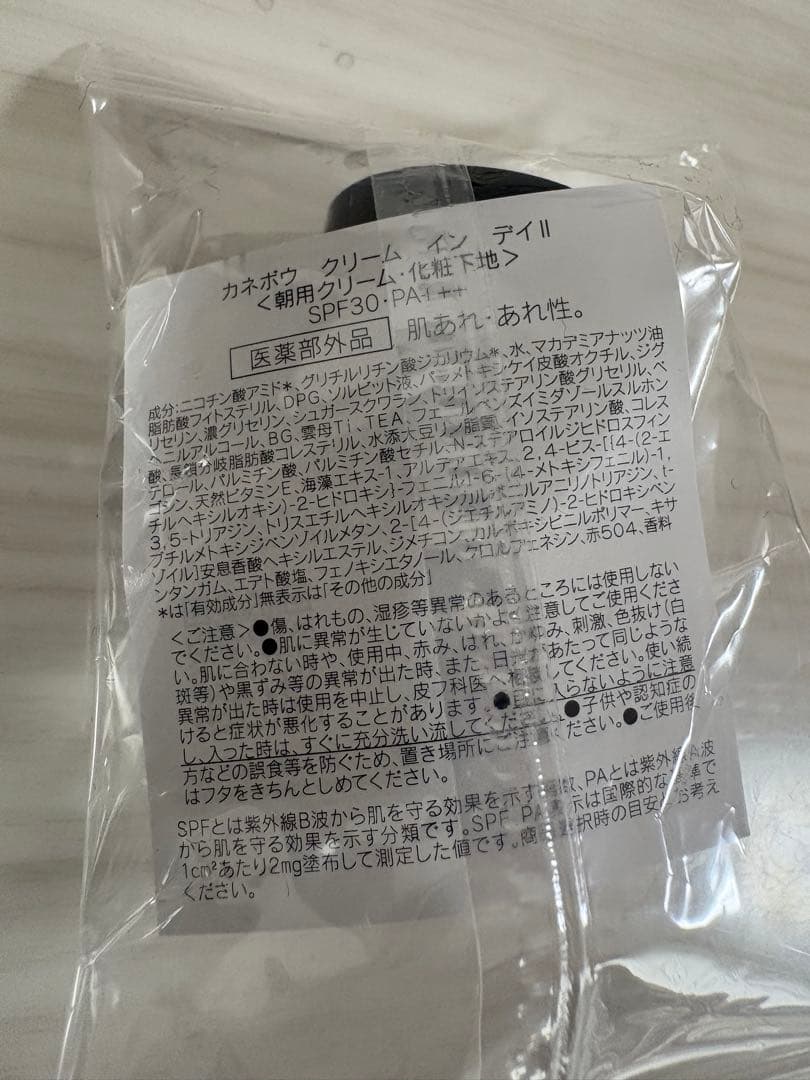 カネボウ クリーム イン デイⅡ
<朝用クリーム・化粧下地>
SPF30・PA+++
医薬部外品 肌あれ・あれ性。
成分:ニコチン酸アミド*、グリチルリチン酸ジカリウム*、水、マカデミアナッツ油
脂肪酸フイトステリル、DPG、ソルビット液、パラメトキシケイ皮酸オクチル、ジグ
リセリン、濃グリセリン、シュガースクワラン、トリイソステアリン酸グリセリル、ベ
ヘニルアルコール、BG、雲母Ti、TEA、フェニルベンズイミダゾールスルホン
酸、長鎖分岐脂肪酸コレステリル、水添大豆リン脂質、イソステアリン酸、コレス
テロール、パルミチン酸、パルミチン酸セチル、N-ステアロイルジヒドロスフィン
ゴシン、天然ビタミンE、海藻エキス-1、アルテアエキス、2,4-ビス-[{4-(2-エ
チルヘキシルオキシ)-2-ヒドロキシ}-フェニル]-6-[4-メトキシフェニル)-1,
3,5-トリアジン、トリスエチルヘキシルオキシカルボニルアニリノトリアジン、t-
ブチルメトキシジベンゾイルメタン、2-[4-(ジエチルアミノ)-2-ヒドロキシベン
ゾイル]安息香酸ヘキシルエステル、ジメチコン、カルボキシビニルポリマー、キサ
ンタンガム、エデト酸塩、フェノキシエタノール、クロルフェネシン、赤504、香料
*は「有効成分」無表示は「その他の成分」
<ご注意>●傷、はれもの、湿疹等異常のあるところには使用しない
でください。●肌に異常が生じていないかよく注意してご使用くださ
い。肌に合わない時や、使用中、赤み、はれ、かゆみ、刺激、色抜け(白
斑等)や黒ずみ等の異常が出た時、また、日光があたって同じような
異常が出た時は使用を中止し、皮フ科医へ相談してください。使い続
けると症状が悪化することがあります。●目に入らないように注意
し、入った時は、すぐに充分洗い流してください。●子供や認知症の
方などの誤食等を防ぐため、置き場所にご注意ください。●ご使用後
はフタをきちんとしめてください。
SPFとは紫外線B波から肌を守る効果を示す指数、PAとは紫外線A波
から肌を守る効果を示す分類です。SPF、PA表示は国際的な基準で
1cm²あたり2mg塗布して測定した値です。商品選択時の目安とお考え
ください。